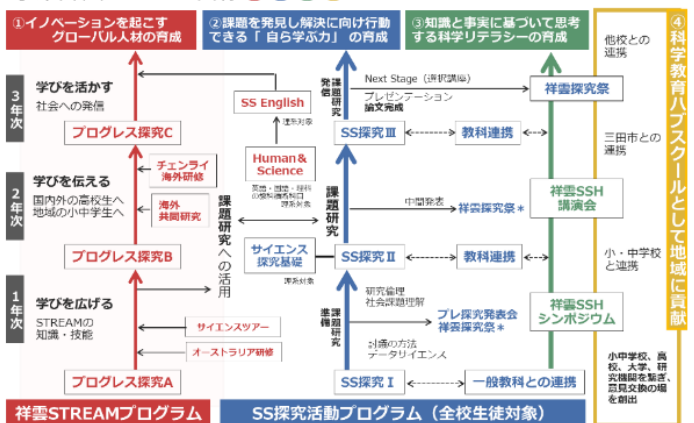 ①イノベーションを起こす
グローバル人材の育成
②課題を発見し解決に向け行動
できる「 自ら学ぶ力」 の育成
③知識と事実に基づいて思考
する科学リテラシーの育成
④科学教育ハブスクールとして地域に貢献
3年次
学びを活かす
社会への発信
プログレス探究C
2年次
学びを伝える
国内外の高校生へ
地域の小中学生へ
チェンライ
海外研修
海外
共同研究
プログレス探究B
1年次
学びを広げる
STREAMの
知識・技能
サイエンスツアー
オーストラリア研修
プログレス探究A
祥雲STREAMプログラム
課題研究への活用
SS English
理系対象
Human&
Science
英語・国語・理科
理系対象
サイエンス
探究基礎
理系対象
課題研究
発信
Next Stage（選択講座）
プレゼンテーション
論文完成
祥雲探究祭
SS探究Ⅲ
教科連携
課題研究
中間発表
祥雲探究祭＊
祥雲SSH
講演会
SS探究Ⅱ
教科連携
課題研究
準備
研究倫理
社会課題理解
プレ探究発表会
祥雲探究祭＊
祥雲SSH
シンポジウム
討議の方法
データサイエンス
SS探究Ⅰ
一般教科との連携
SS探究活動プログラム（全校生徒対象）
他校との
連携
三田市との
連携
小・中学校
と連携
小中学校、高
校、大学、研
究機関を繋ぎ、
意見交換の場
を創出